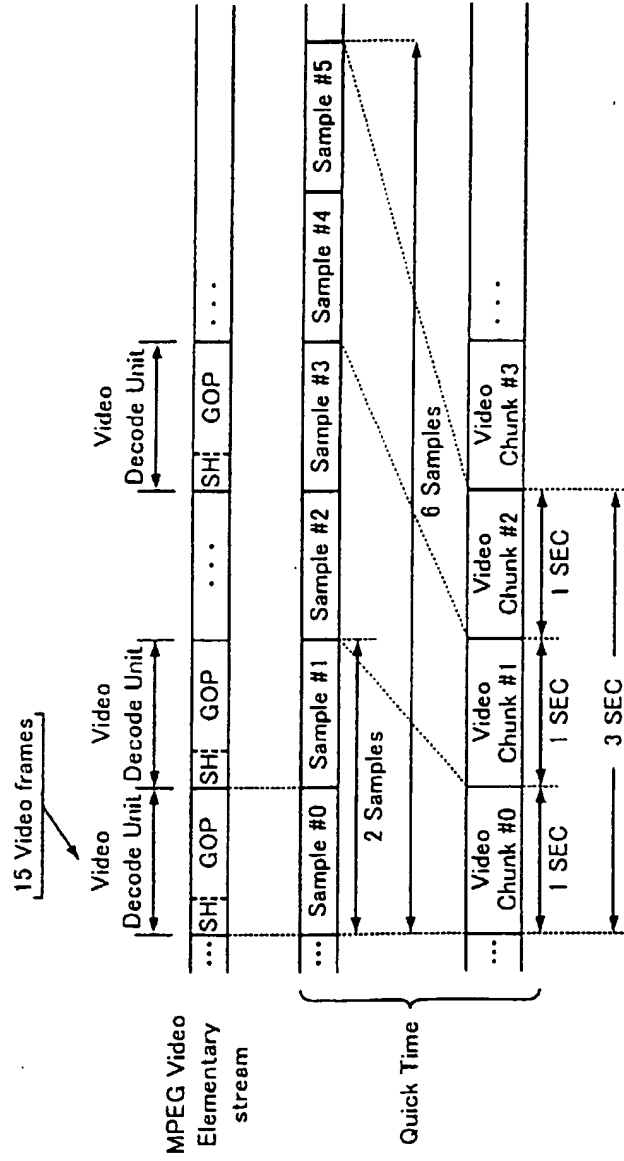 15 Video frames
Video
Decode Unit
Video
Decode Unit
Video
Decode Unit
MPEG Video
Elementary
stream
... SH GOP SH GOP ... SH GOP ....
Quick Time
... Sample #0 Sample #1 Sample #2 Sample #3 Sample #4 Sample #5
2 Samples
6 Samples
... Video Chunk #0 Video Chunk #1 Video Chunk #2 Video Chunk #3 ....
1 SEC 1 SEC 1 SEC
3 SEC